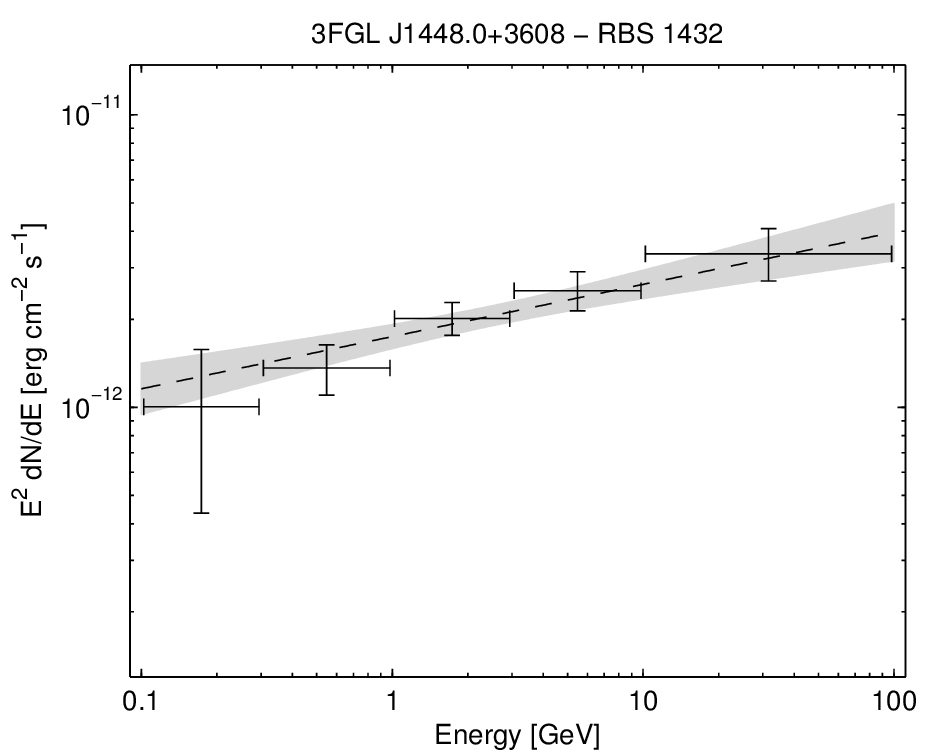 3FGL J1448.0+3608 – RBS 1432
10⁻¹¹
10⁻¹²
E² dN/dE [erg cm⁻² s⁻¹]
0.1 1 10 100
Energy [GeV]